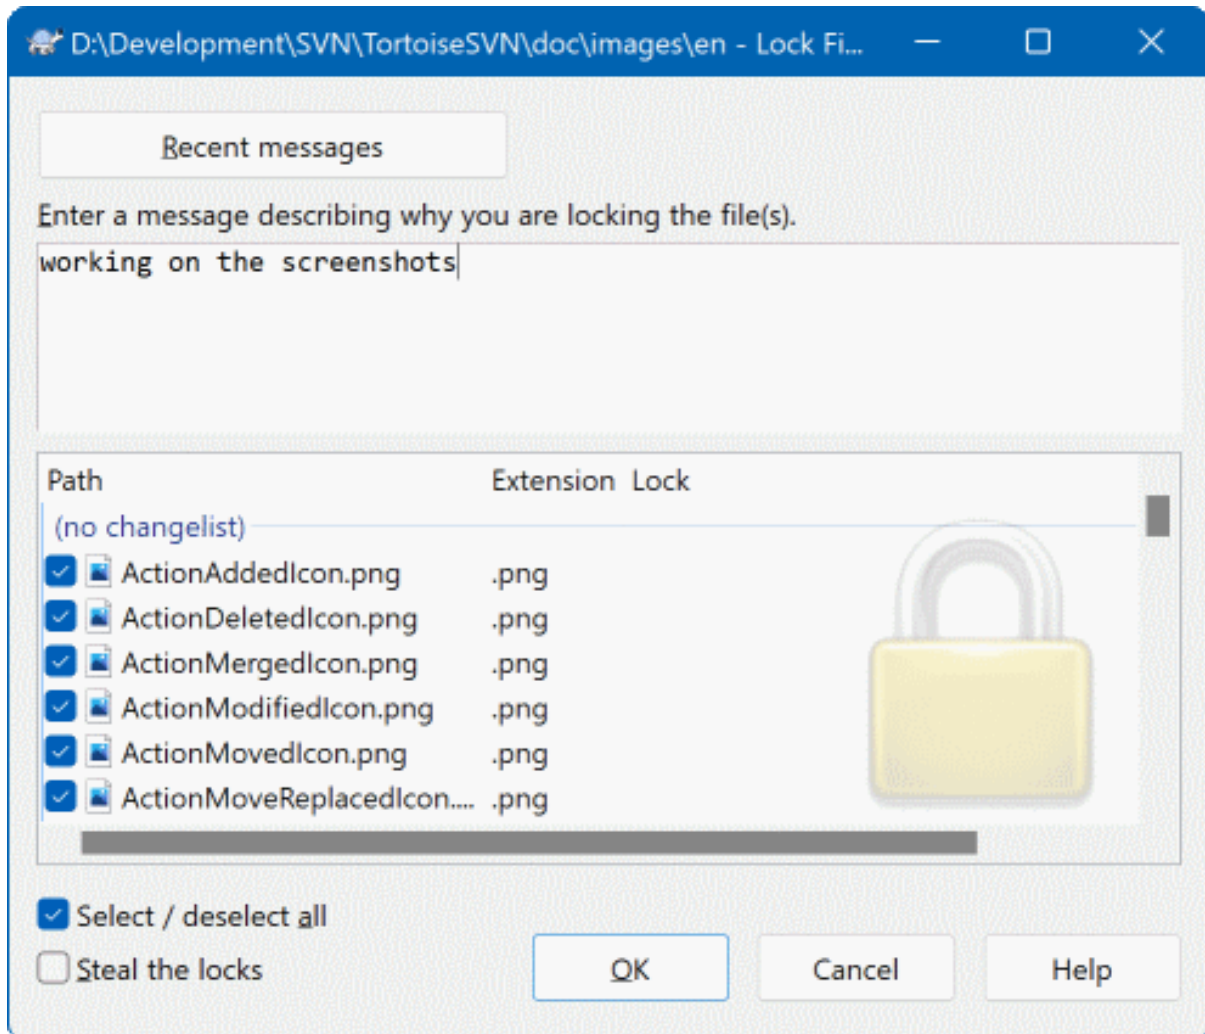 D:\Development\SVN\TortoiseSVN\doc\images\en - Lock Fi...
Recent messages
Enter a message describing why you are locking the file(s).
working on the screenshots
Path Extension Lock
(no changelist)
ActionAddedIcon.png .png
ActionDeletedIcon.png .png
ActionMergedIcon.png .png
ActionModifiedIcon.png .png
ActionMovedIcon.png .png
ActionMoveReplacedIcon.... .png
Select / deselect all
Steal the locks
OK Cancel Help